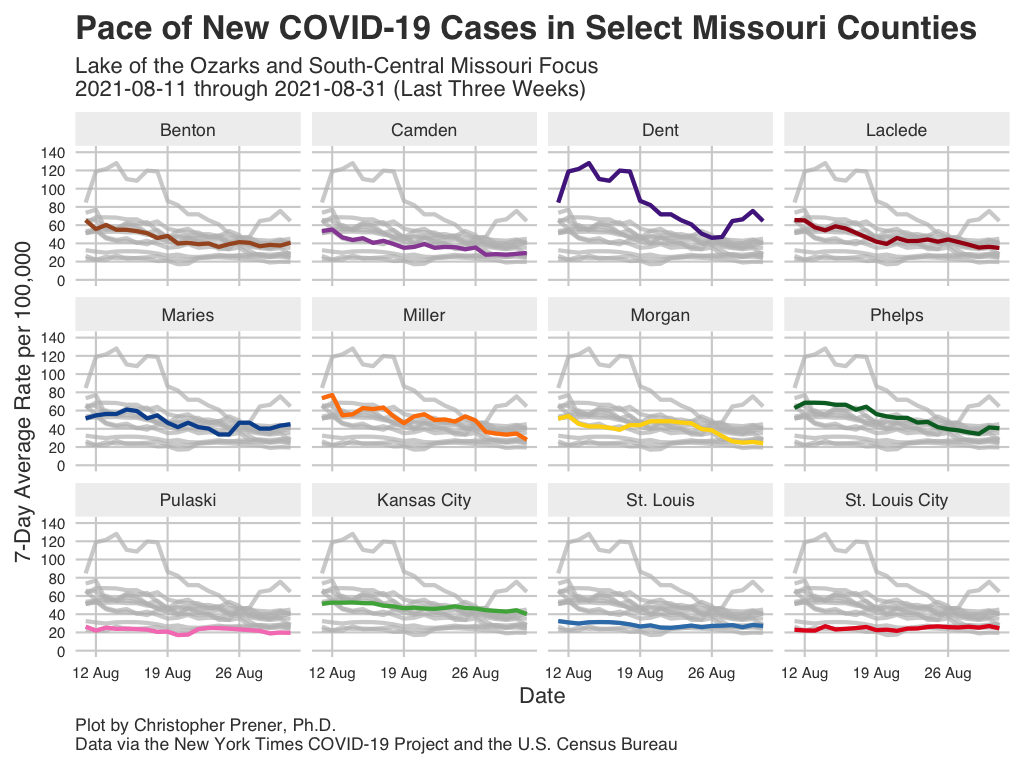 Pace of New COVID-19 Cases in Select Missouri Counties
Lake of the Ozarks and South-Central Missouri Focus
2021-08-11 through 2021-08-31 (Last Three Weeks)
7-Day Average Rate per 100,000
Benton Camden Dent Laclede
140
120
100
80
60
40
20
0
Maries Miller Morgan Phelps
140
120
100
80
60
40
20
0
Pulaski Kansas City St. Louis St. Louis City
140
120
100
80
60
40
20
0
12 Aug 19 Aug 26 Aug 12 Aug 19 Aug 26 Aug 12 Aug 19 Aug 26 Aug 12 Aug 19 Aug 26 Aug
Date
Plot by Christopher Prener, Ph.D.
Data via the New York Times COVID-19 Project and the U.S. Census Bureau